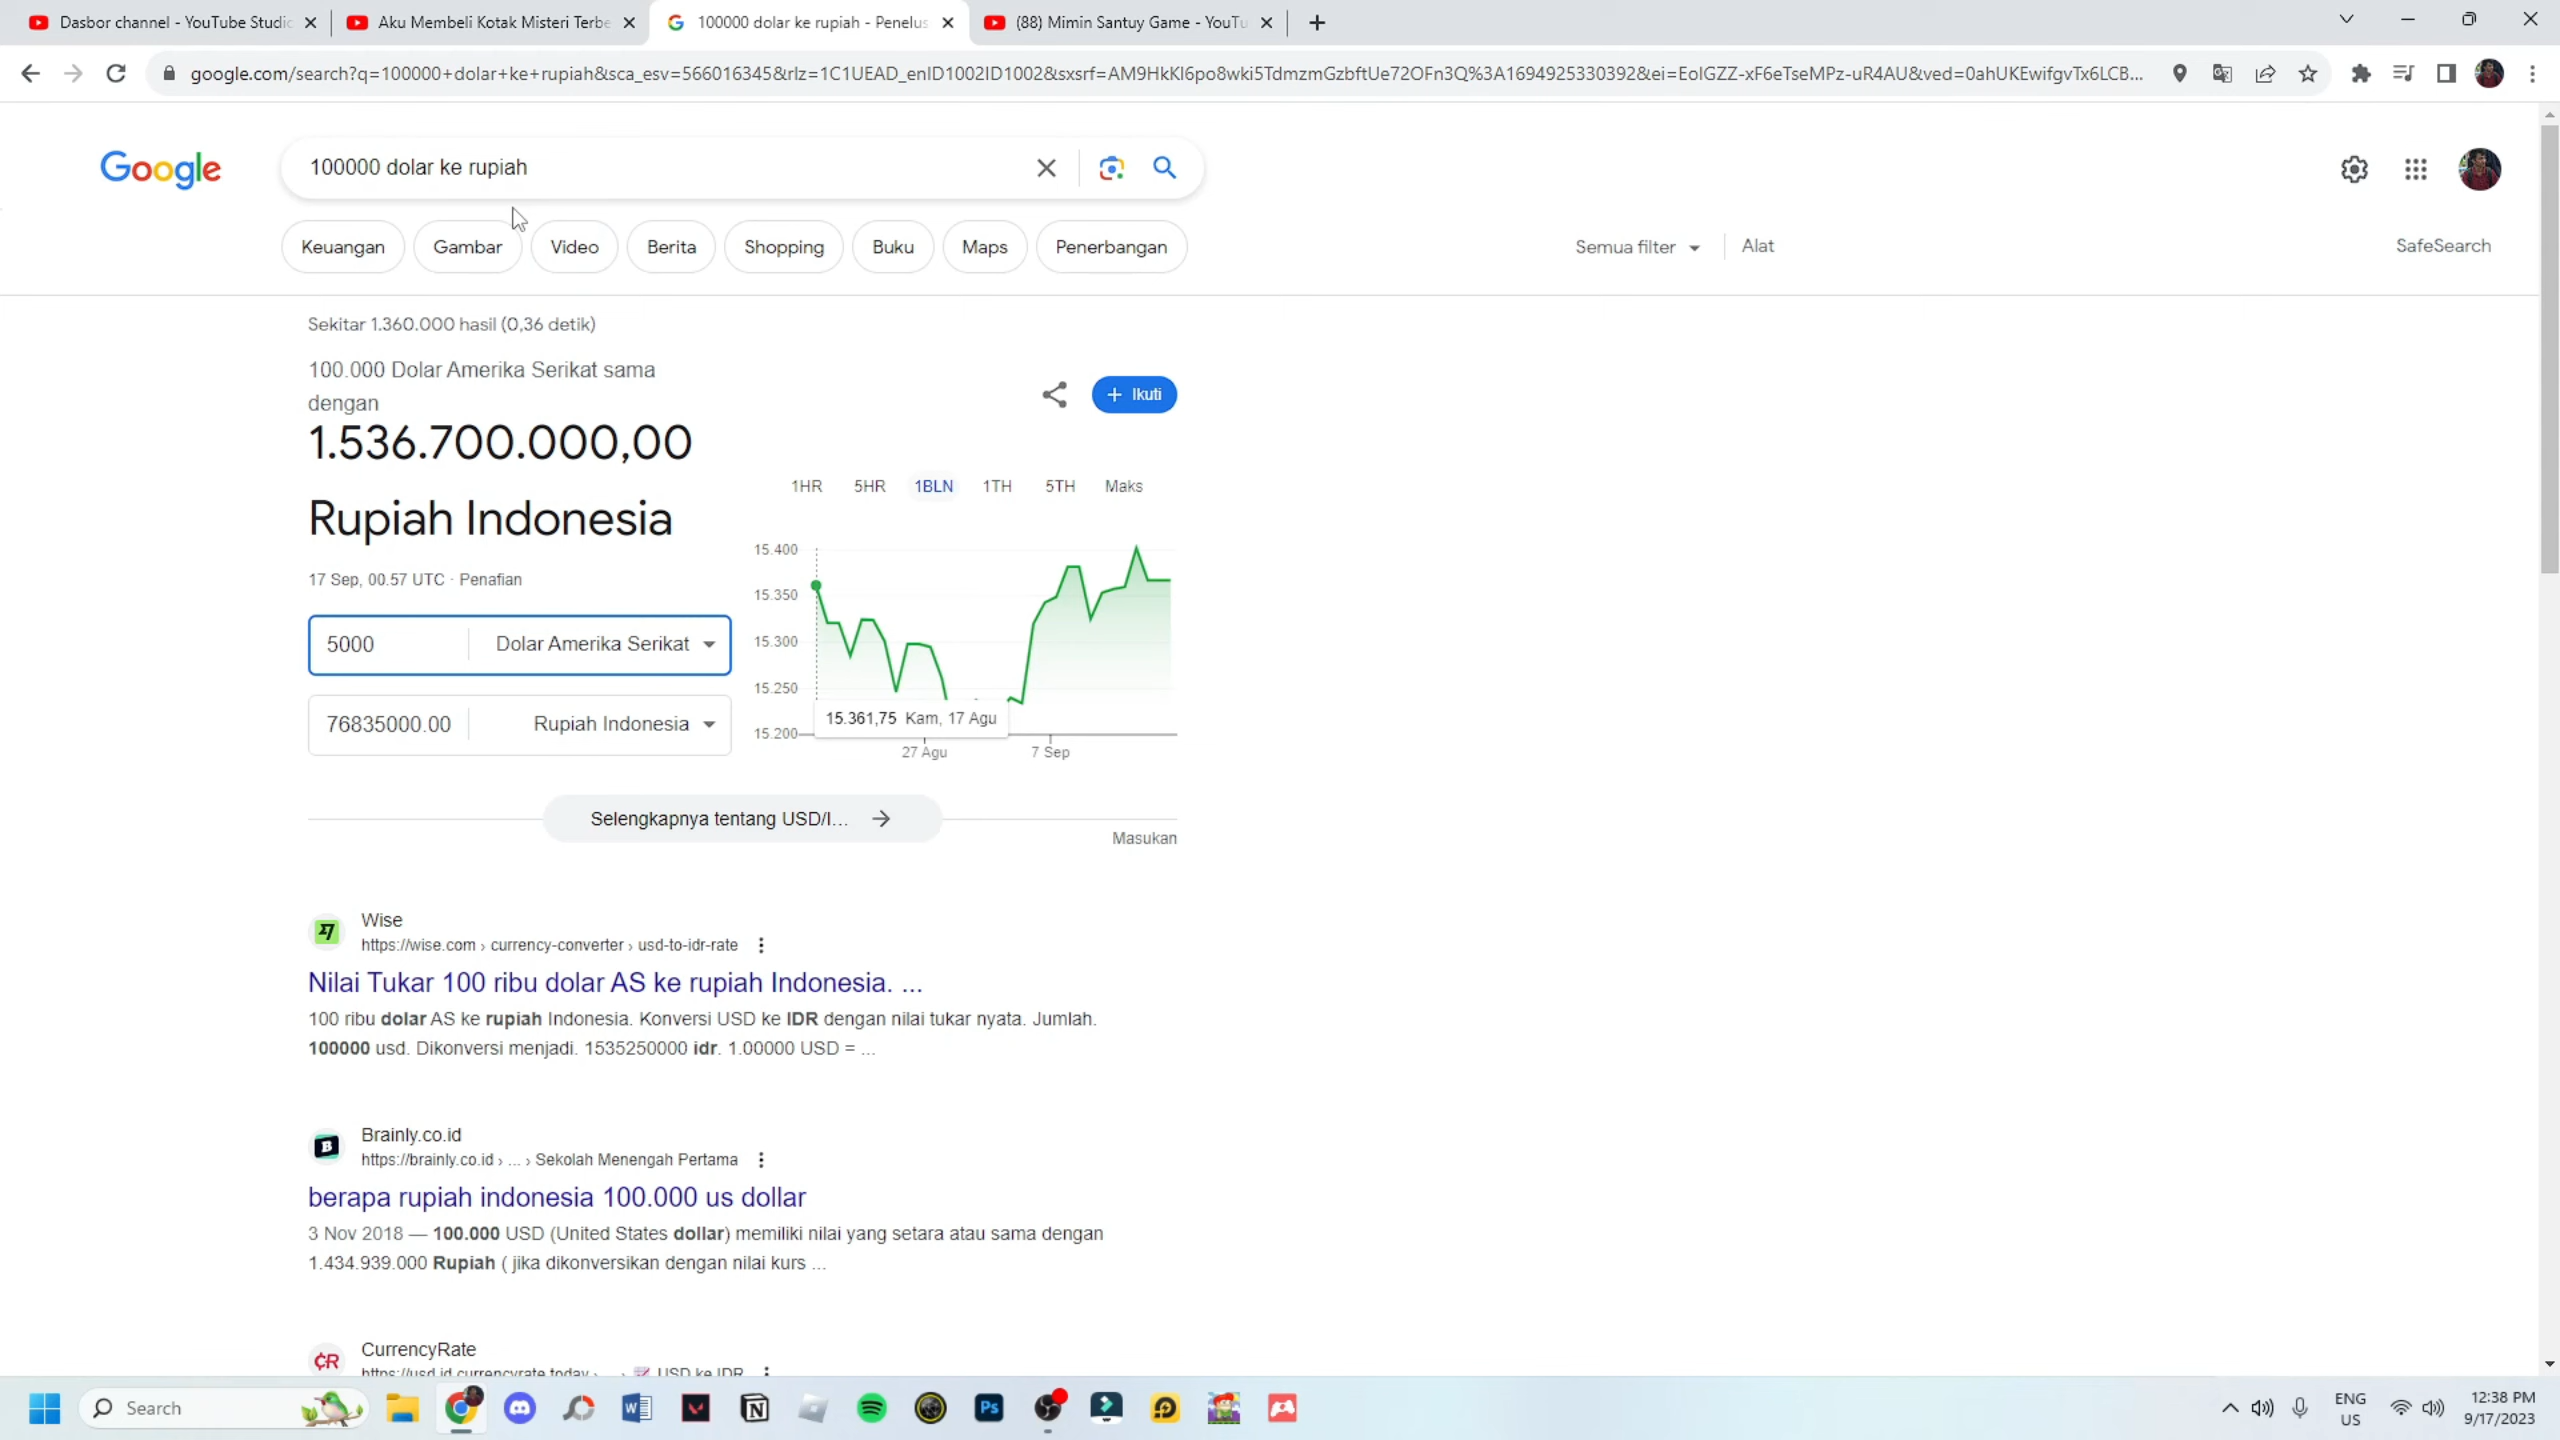 Dasbor channel - YouTube Studio
Aku Membeli Kotak Misteri Terbe
100000 dolar ke rupiah - Penelus
(88) Mimin Santuy Game - YouTu
google.com/search?q=100000+dolar+ke+rupiah&sca_esv=566016345&rlz=1C1UEAD_enID1002ID1002&sxsrf=AM9HkKl6po8wki5TdmzmGzbftUe72OFn3Q%3A1694925330392&ei=EolGZZ-xF6eTseMPz-uR4AU&ved=0ahUKEwifgvTx6LCB...
Google
100000 dolar ke rupiah
Keuangan
Gambar
Video
Berita
Shopping
Buku
Maps
Penerbangan
Semua filter
Alat
SafeSearch
Sekitar 1.360.000 hasil (0,36 detik)
100.000 Dolar Amerika Serikat sama
dengan
1.536.700.000,00
Rupiah Indonesia
17 Sep, 00.57 UTC · Penafian
Ikuti
5000 Dolar Amerika Serikat
76835000.00 Rupiah Indonesia
1HR 5HR 1BLN 1TH 5TH Maks
15.400
15.350
15.300
15.250
15.200
15.361,75 Kam, 17 Agu
27 Agu 7 Sep
Selengkapnya tentang USD/I...
Masukan
Wise
https://wise.com › currency-converter › usd-to-idr-rate
Nilai Tukar 100 ribu dolar AS ke rupiah Indonesia. ...
100 ribu dolar AS ke rupiah Indonesia. Konversi USD ke IDR dengan nilai tukar nyata. Jumlah.
100000 usd. Dikonversi menjadi. 1535250000 idr. 1.00000 USD = ...
Brainly.co.id
https://brainly.co.id › ... › Sekolah Menengah Pertama
berapa rupiah indonesia 100.000 us dollar
3 Nov 2018 — 100.000 USD (United States dollar) memiliki nilai yang setara atau sama dengan
1.434.939.000 Rupiah ( jika dikonversikan dengan nilai kurs ...
CurrencyRate
https://usd.id.currencyrate.today › ... › USD ke IDR
Search
ENG
US
12:38 PM
9/17/2023